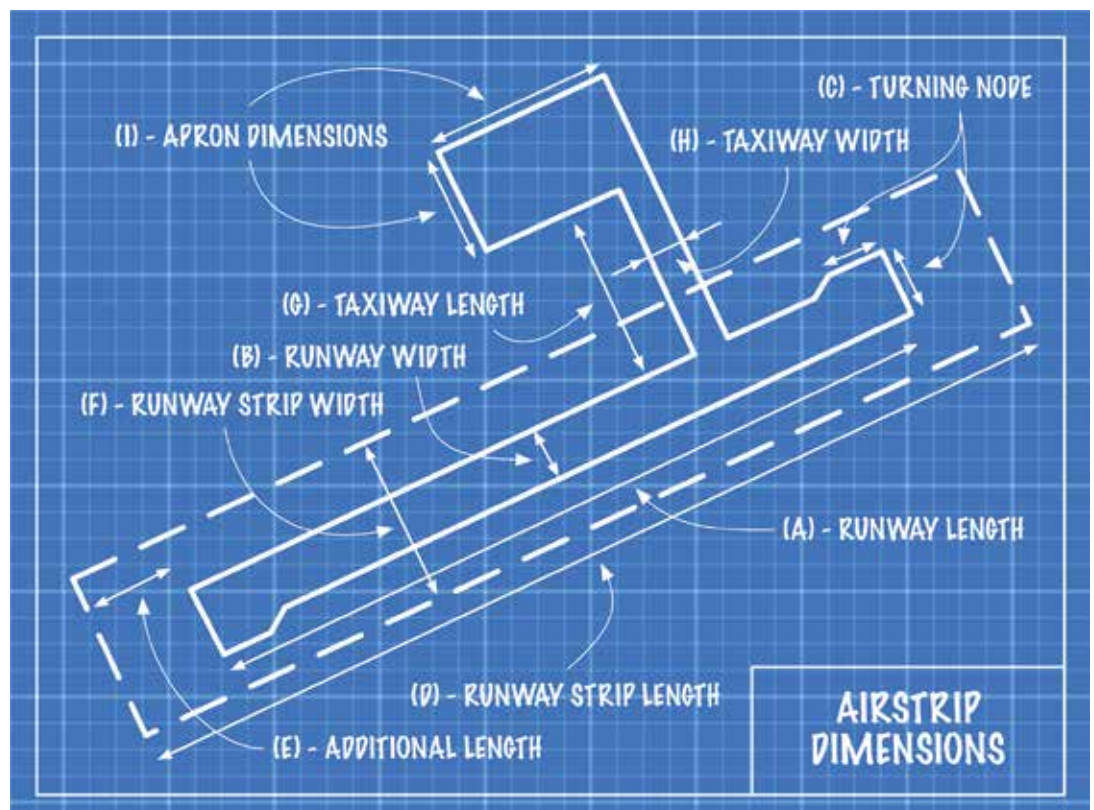 (C) - TURNING NODE
(I) - APRON DIMENSIONS
(H) - TAXIWAY WIDTH
(G) - TAXIWAY LENGTH
(B) - RUNWAY WIDTH
(F) - RUNWAY STRIP WIDTH
(A) - RUNWAY LENGTH
(D) - RUNWAY STRIP LENGTH
(E) - ADDITIONAL LENGTH
AIRSTRIP
DIMENSIONS